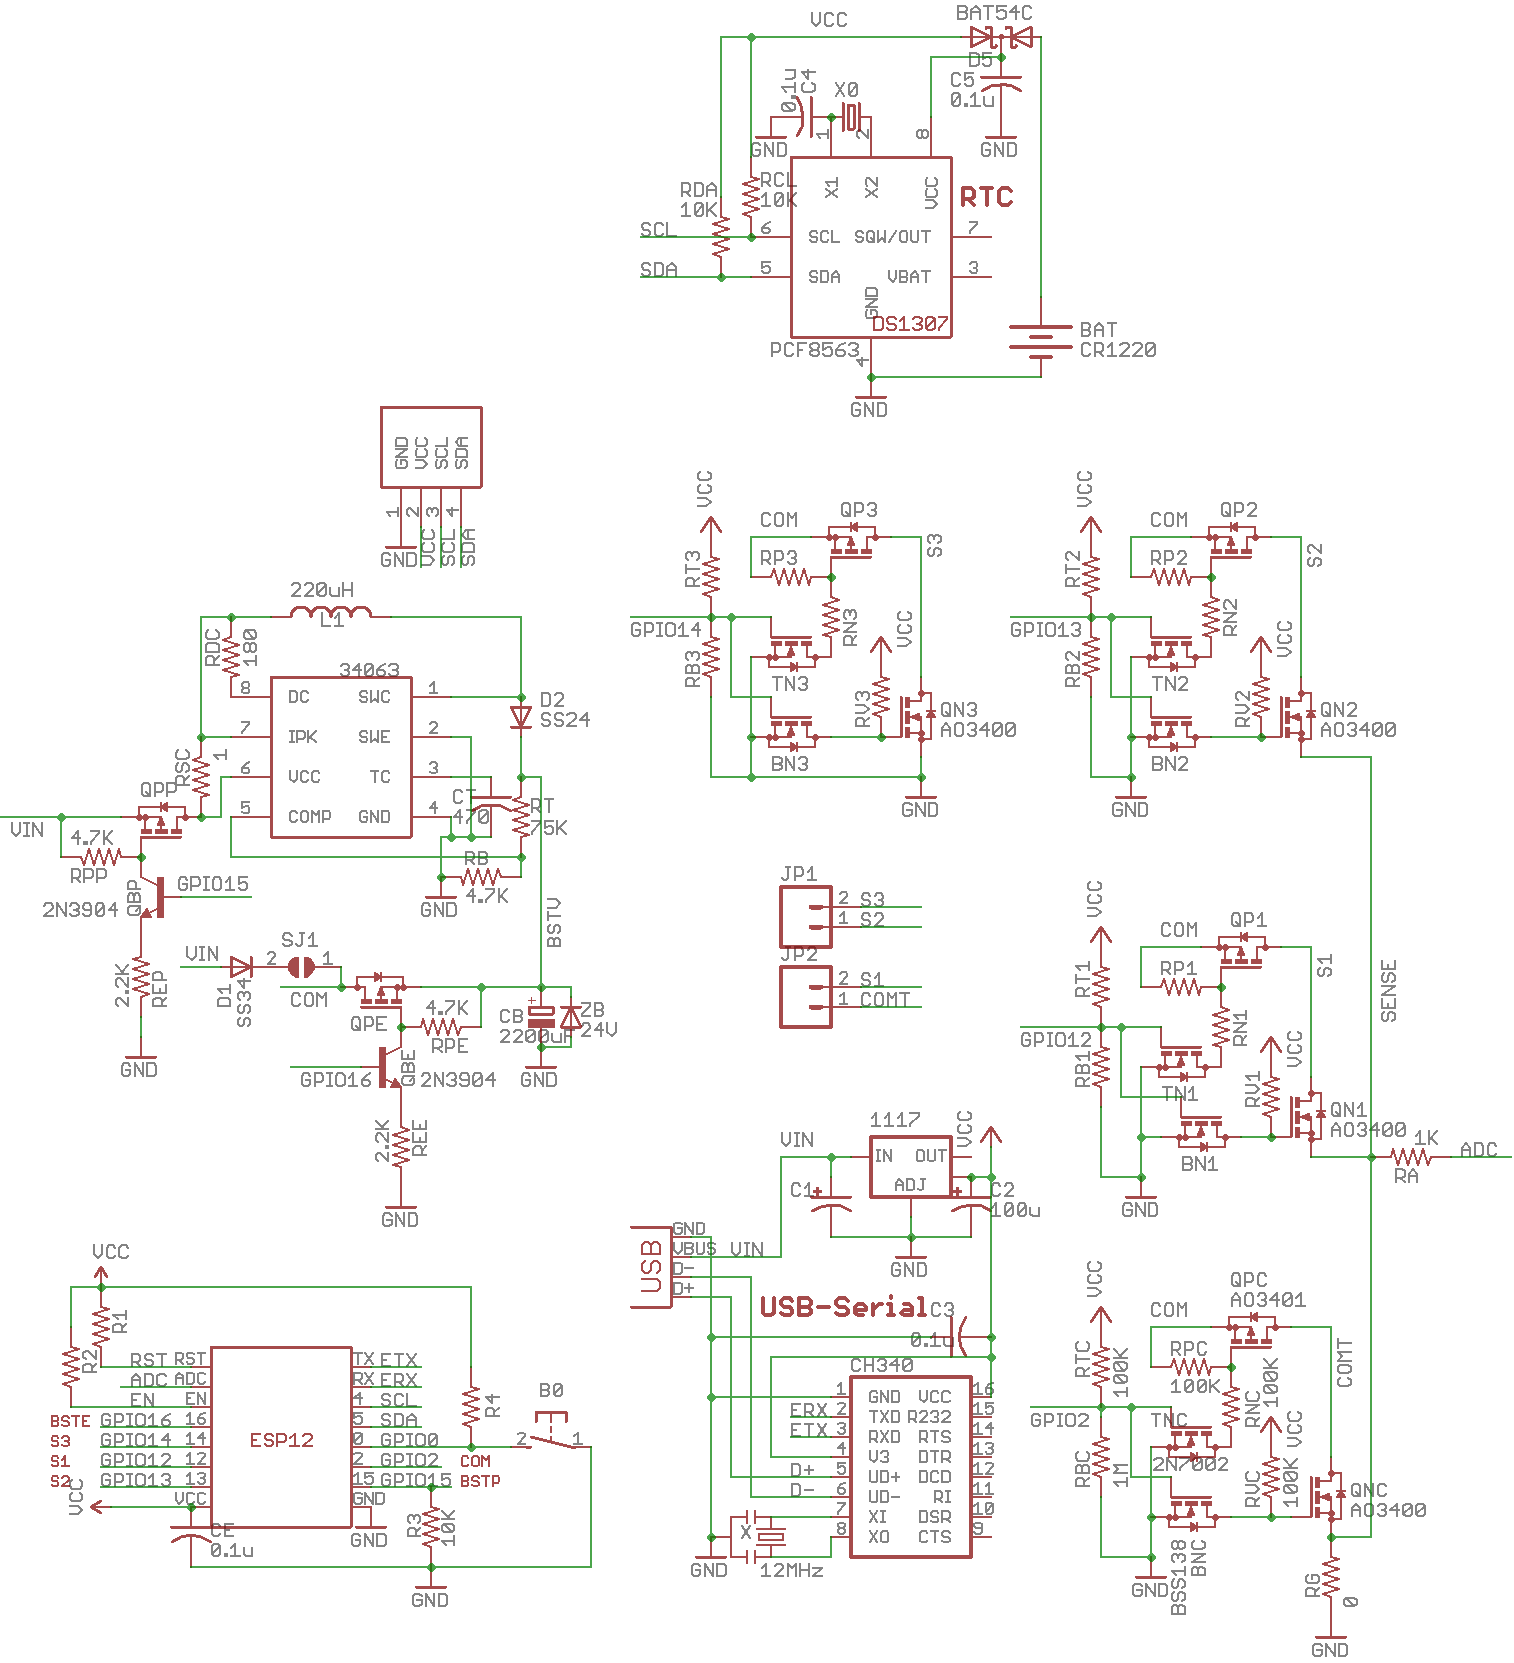 VCC
BAT54C
D5
C5
0.1u
0.1u
C4
X0
GND
GND
1
2
8
RDA
10K
RCL
10K
X1
X2
VCC
RTC
SCL
6
SCL
SQW/OUT
7
SDA
5
SDA
VBAT
3
GND
DS1307
PCF8563
4
GND
BAT
CR1220
GND
VCC
SCL
SDA
1
2
3
4
GND
VCC
SCL
SDA
220uH
L1
RDC
180
34063
8
DC
SWC
1
7
IPK
SWE
2
6
VCC
TC
3
5
COMP
GND
4
D2
SS24
RSC
1
QPP
VIN
4.7K
RPP
CT
470
RT
75K
RB
4.7K
GND
QBP
2N3904
GPIO15
2.2K
REP
GND
BSTV
VIN
D1
SS34
SJ1
2
1
COM
QPE
4.7K
RPE
CB
2200uF
ZB
24V
GND
GPIO16
QBE
2N3904
2.2K
REE
GND
VCC
COM
QP3
S3
RT3
RP3
RN3
GPIO14
RB3
TN3
VCC
RV3
QN3
AO3400
BN3
GND
VCC
COM
QP2
S2
RT2
RP2
RN2
GPIO13
RB2
TN2
VCC
RV2
QN2
AO3400
BN2
GND
JP1
2
S3
1
S2
JP2
2
S1
1
COMT
VCC
COM
QP1
S1
RT1
RP1
RN1
GPIO12
RB1
TN1
VCC
RV1
QN1
AO3400
BN1
GND
SENSE
1K
RA
ADC
VIN
1117
VCC
IN
OUT
ADJ
C1
C2
100u
GND
USB
GND
VBUS
VIN
D-
D+
USB-Serial
C3
0.1u
CH340
1
GND
VCC
16
ERX
2
TXD
R232
15
ETX
3
RXD
RTS
14
4
V3
DTR
13
D+
5
UD+
DCD
12
D-
6
UD-
RI
11
7
XI
DSR
10
8
XO
CTS
9
X
12MHz
GND
VCC
R1
R2
RST
RST
TX
ETX
ADC
ADC
RX
ERX
EN
EN
4
SCL
BSTE
GPIO16
16
5
SDA
S3
GPIO14
14
ESP12
0
GPIO0
S1
GPIO12
12
2
GPIO2
COM
S2
GPIO13
13
15
GPIO15
BSTP
VCC
VCC
GND
CE
0.1u
GND
R3
10K
R4
B0
2
1
GND
VCC
COM
QPC
AO3401
COMT
RTC
100K
RPC
100K
RNC
100K
GPIO2
TNC
2N7002
RBC
1M
VCC
RVC
100K
QNC
AO3400
BSS138
BNC
GND
RG
0
GND